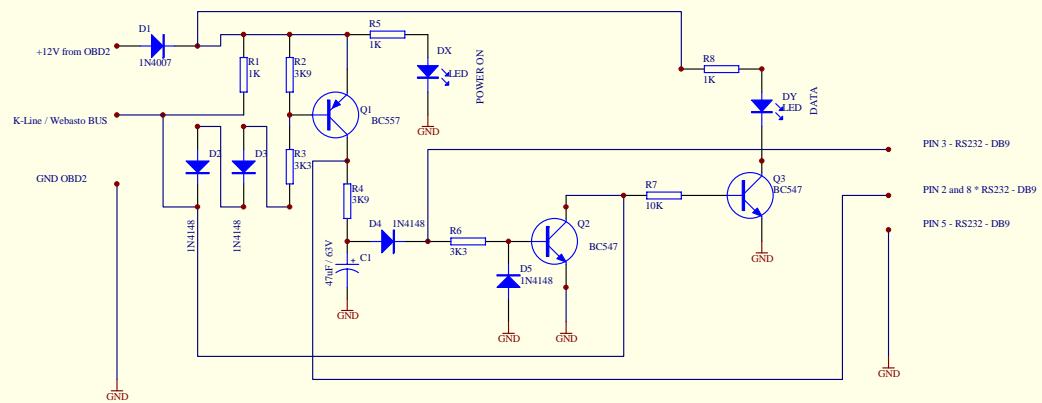 D1
+12V from OBD2
1N4007
R1
1K
R2
3K9
R5
1K
DX
LED
POWER ON
GND
R8
1K
DY
LED
DATA
K-Line / Webasto BUS
Q1
BC557
PIN 3 - RS232 - DB9
D2
1N4148
D3
1N4148
R3
3K3
GND OBD2
R4
3K9
R7
10K
Q3
BC547
PIN 2 and 8 * RS232 - DB9
D4
1N4148
R6
3K3
Q2
BC547
PIN 5 - RS232 - DB9
47uF / 63V
+
C1
D5
1N4148
GND
GND
GND
GND
GND
GND